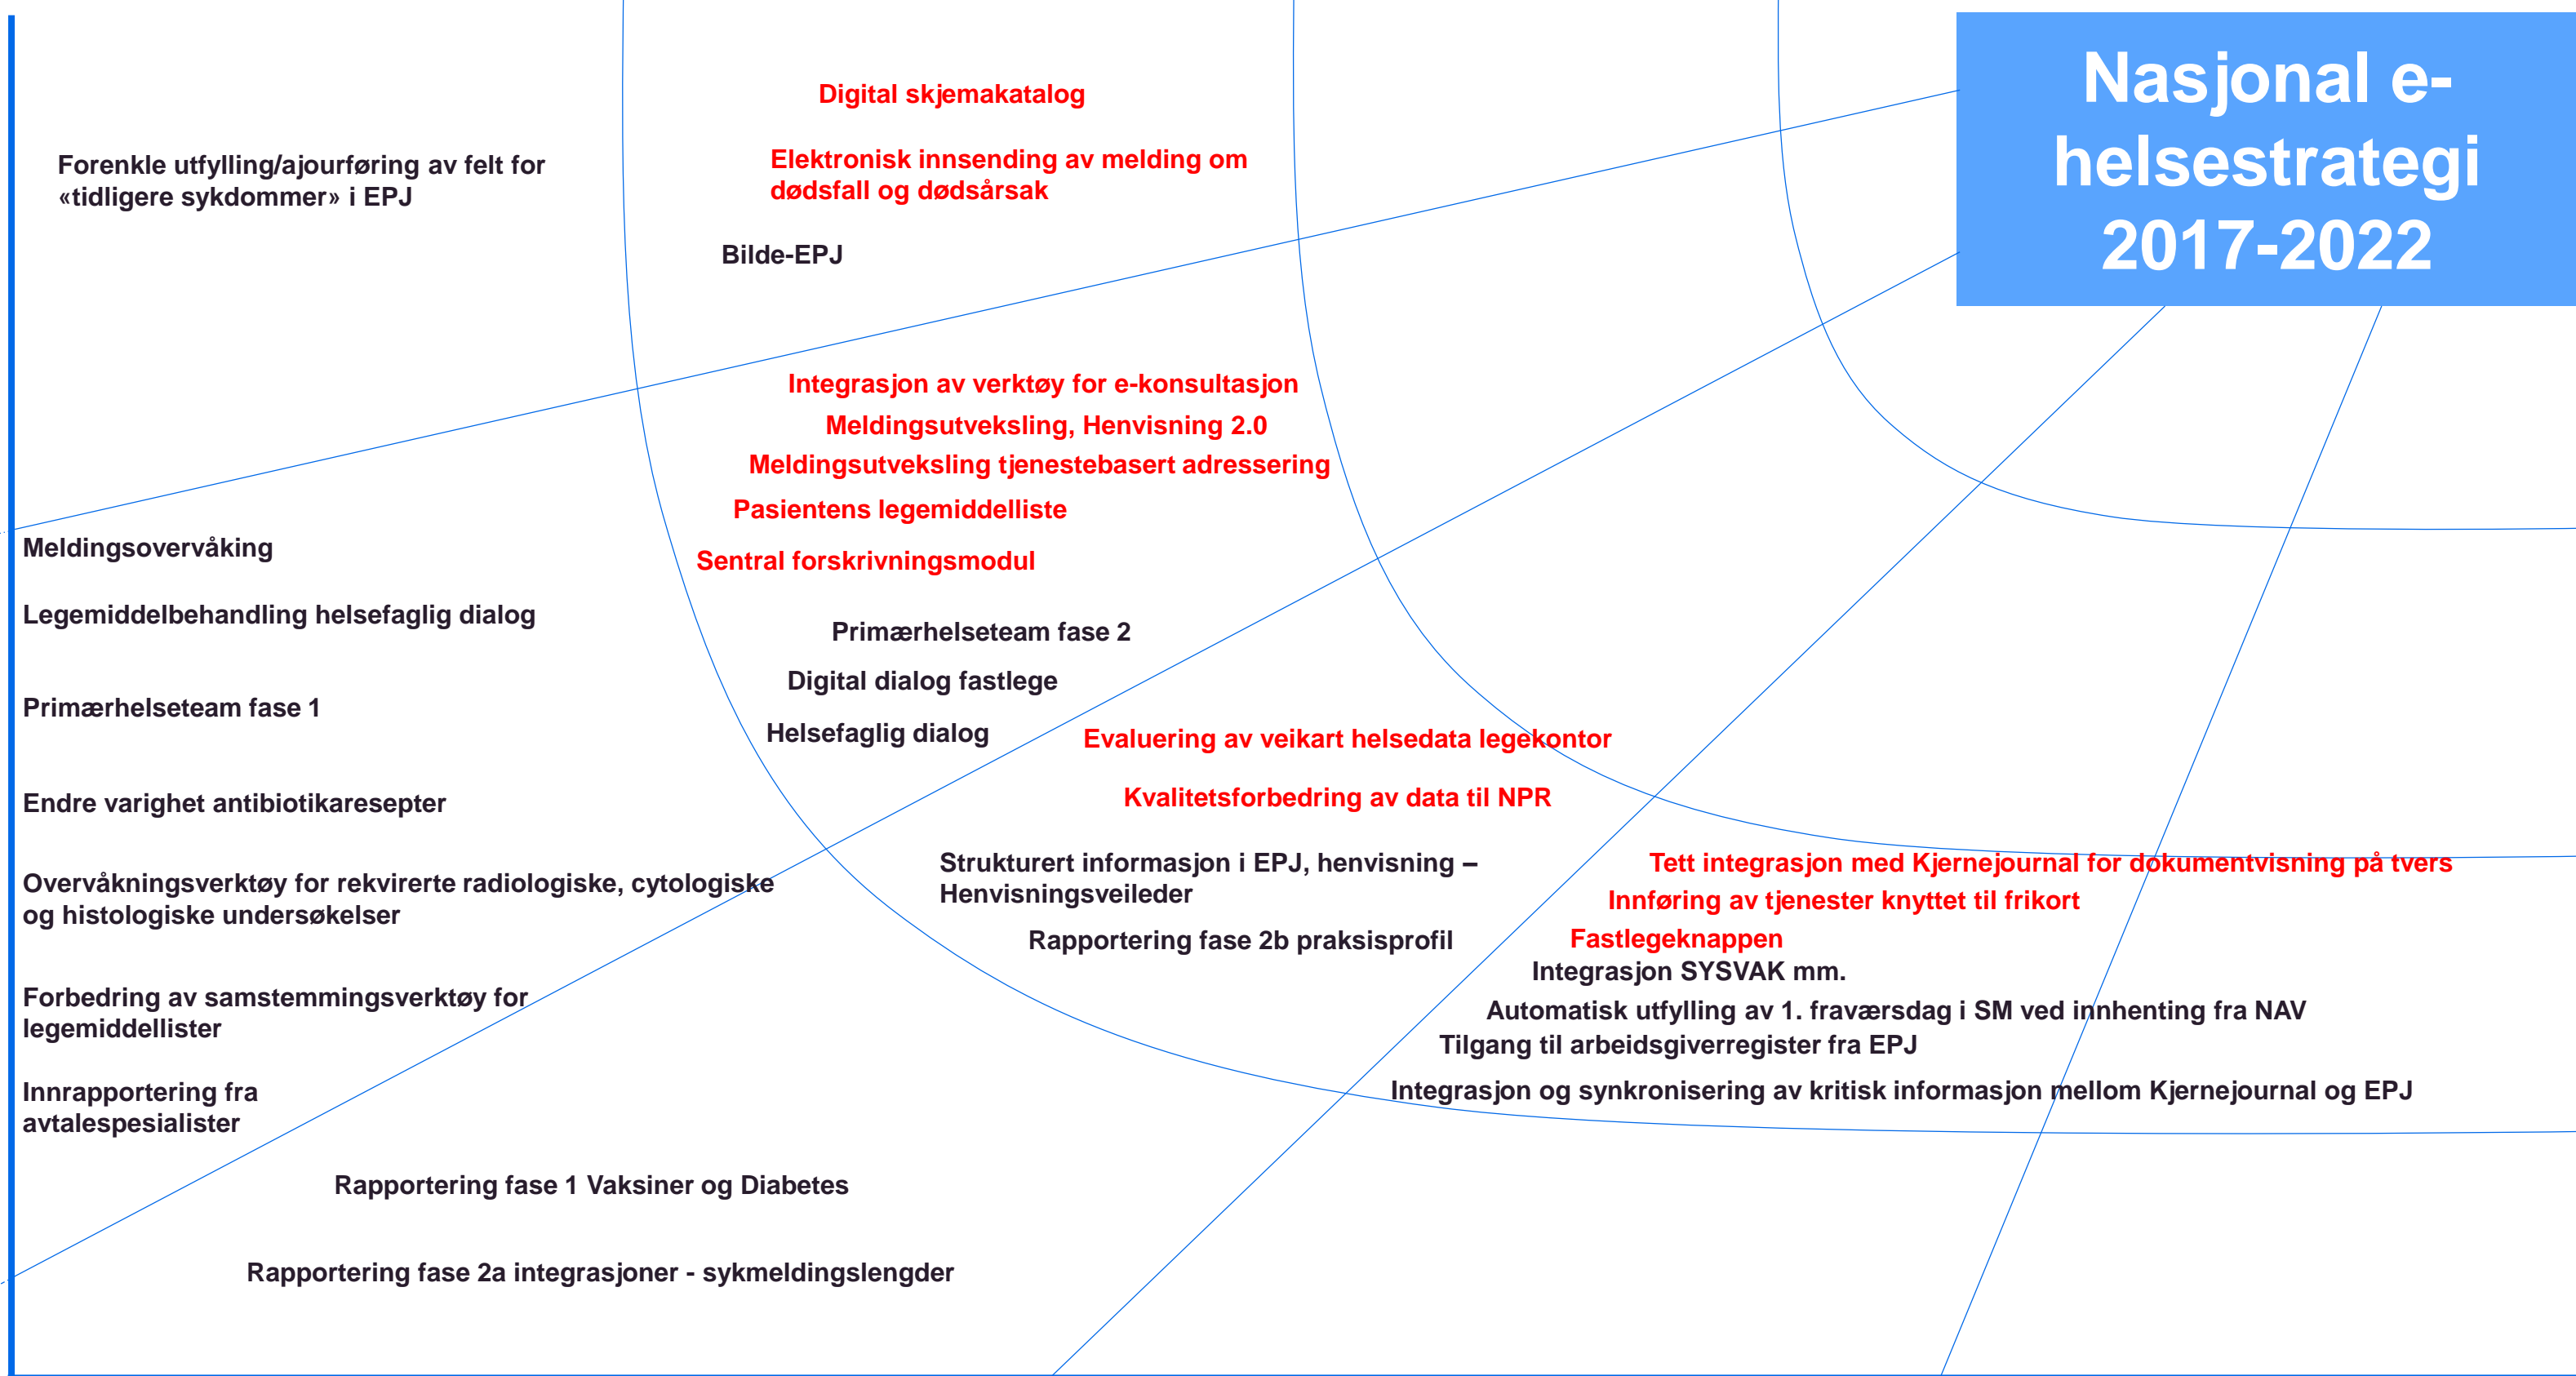 Nasjonal e-
helsestrategi
2017-2022
Digital skjemakatalog
Forenkle utfylling/ajourføring av felt for
«tidligere sykdommer» i EPJ
Elektronisk innsending av melding om
dødsfall og dødsårsak
Bilde-EPJ
Integrasjon av verktøy for e-konsultasjon
Meldingsutveksling, Henvisning 2.0
Meldingsutveksling tjenestebasert adressering
Pasientens legemiddelliste
Sentral forskrivningsmodul
Primærhelseteam fase 2
Digital dialog fastlege
Helsefaglig dialog
Meldingsovervåking
Legemiddelbehandling helsefaglig dialog
Primærhelseteam fase 1
Endre varighet antibiotikaresepter
Overvåkningsverktøy for rekvirerte radiologiske, cytologiske
og histologiske undersøkelser
Forbedring av samstemmingsverktøy for
legemiddellister
Innrapportering fra
avtalespesialister
Evaluering av veikart helsedata legekontor
Kvalitetsforbedring av data til NPR
Strukturert informasjon i EPJ, henvisning –
Henvisningsveileder
Rapportering fase 2b praksisprofil
Rapportering fase 1 Vaksiner og Diabetes
Rapportering fase 2a integrasjoner - sykmeldingslengder
Tett integrasjon med Kjernejournal for dokumentvisning på tvers
Innføring av tjenester knyttet til frikort
Fastlegeknappen
Integrasjon SYSVAK mm.
Automatisk utfylling av 1. fraværsdag i SM ved innhenting fra NAV
Tilgang til arbeidsgiverregister fra EPJ
Integrasjon og synkronisering av kritisk informasjon mellom Kjernejournal og EPJ